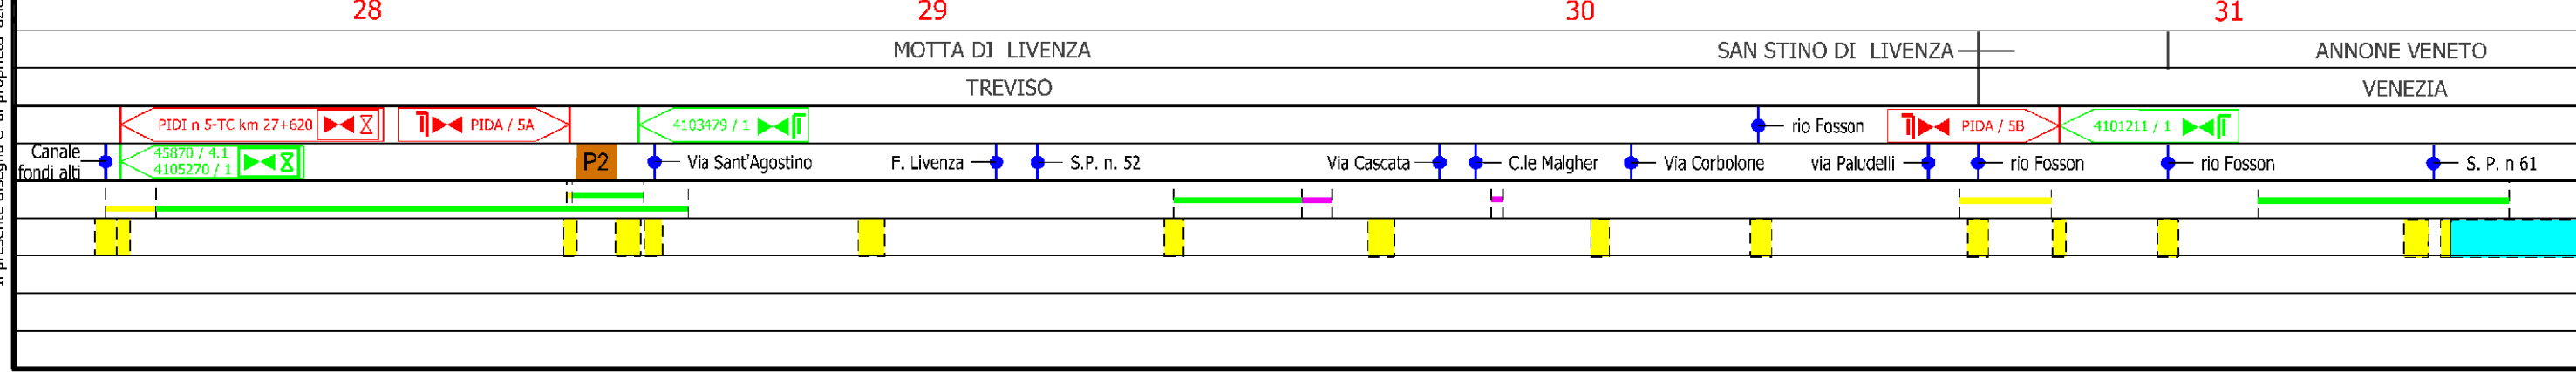 28 29 30 31
MOTTA DI LIVENZA SAN STINO DI LIVENZA ANNONE VENETO
TREVISO VENEZIA
PIDI n 5-TC km 27+620 PIDA / 5A 4103479 / 1 rio Fosson PIDA / 5B 4101211 / 1
Canale
fondi alti
45870 / 4.1
4105270 / 1
P2 Via Sant'Agostino F. Livenza S.P. n. 52 Via Cascata C.le Malgher Via Corbolone via Paludelli rio Fosson rio Fosson S. P. n 61